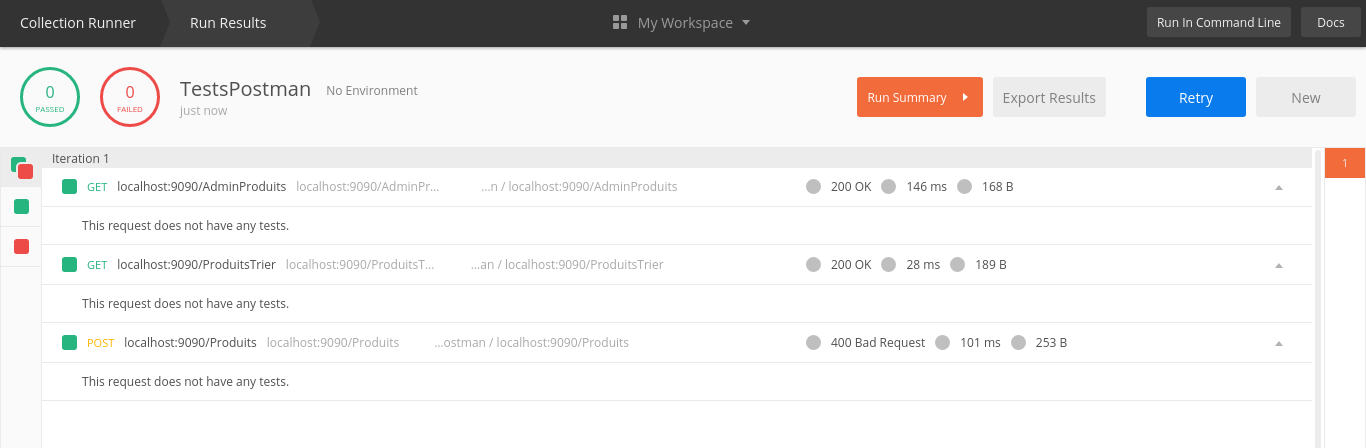 Collection Runner Run Results My Workspace Run In Command Line Docs
0 PASSED 0 FAILED TestsPostman No Environment Run Summary Export Results Retry New
just now
Iteration 1 1
GET localhost:9090/AdminProduits localhost:9090/AdminPr... ...n / localhost:9090/AdminProduits 200 OK 146 ms 168 B
This request does not have any tests.
GET localhost:9090/ProduitsTrier localhost:9090/ProduitsT... ...an / localhost:9090/ProduitsTrier 200 OK 28 ms 189 B
This request does not have any tests.
POST localhost:9090/Produits localhost:9090/Produits ...ostman / localhost:9090/Produits 400 Bad Request 101 ms 253 B
This request does not have any tests.